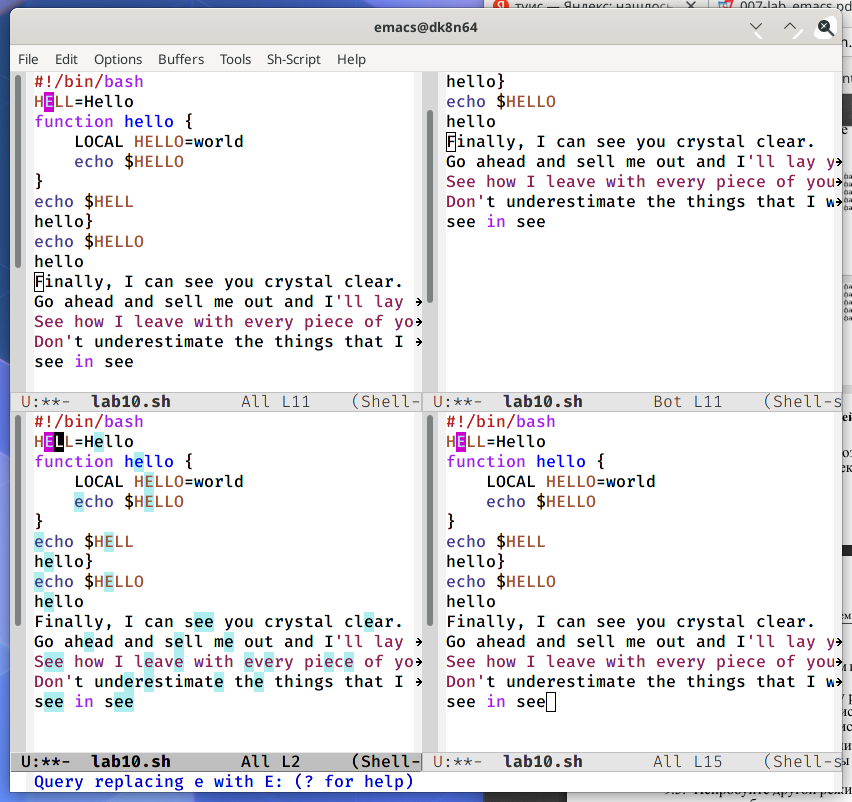 туис — Яндекс: нашлось
007-lab_emacs.pd
emacs@dk8n64
File Edit Options Buffers Tools Sh-Script Help
#!/bin/bash
HELL=Hello
function hello {
LOCAL HELLO=world
echo $HELLO
}
echo $HELL
hello}
echo $HELLO
hello
Finally, I can see you crystal clear.
Go ahead and sell me out and I'll lay
See how I leave with every piece of yo
Don't underestimate the things that I
see in see
U:**- lab10.sh All L11 (Shell-
hello}
echo $HELLO
hello
Finally, I can see you crystal clear.
Go ahead and sell me out and I'll lay y
See how I leave with every piece of you
Don't underestimate the things that I w
see in see
U:**- lab10.sh Bot L11 (Shell-s
#!/bin/bash
HELL=Hello
function hello {
LOCAL HELLO=world
echo $HELLO
}
echo $HELL
hello}
echo $HELLO
hello
Finally, I can see you crystal clear.
Go ahead and sell me out and I'll lay
See how I leave with every piece of yo
Don't underestimate the things that I
see in see
U:**- lab10.sh All L2 (Shell-
#!/bin/bash
HELL=Hello
function hello {
LOCAL HELLO=world
echo $HELLO
}
echo $HELL
hello}
echo $HELLO
hello
Finally, I can see you crystal clear.
Go ahead and sell me out and I'll lay y
See how I leave with every piece of you
Don't underestimate the things that I w
see in see
U:**- lab10.sh All L15 (Shell-s
Query replacing e with E: (? for help)